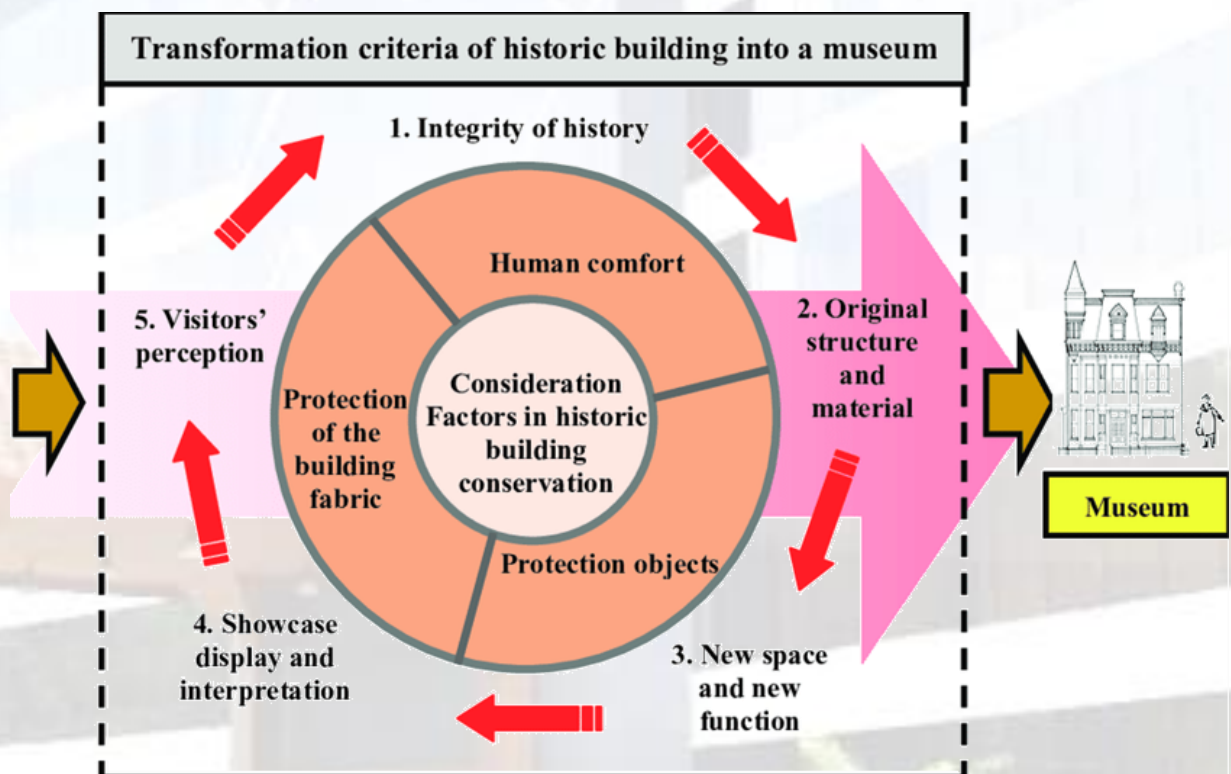 Transformation criteria of historic building into a museum
1. Integrity of history
Human comfort
2. Original
structure
and
material
5. Visitors’
perception
Consideration
Factors in historic
building
conservation
Protection
of the
building
fabric
Museum
Protection objects
4. Showcase
display and
interpretation
3. New space
and new
function